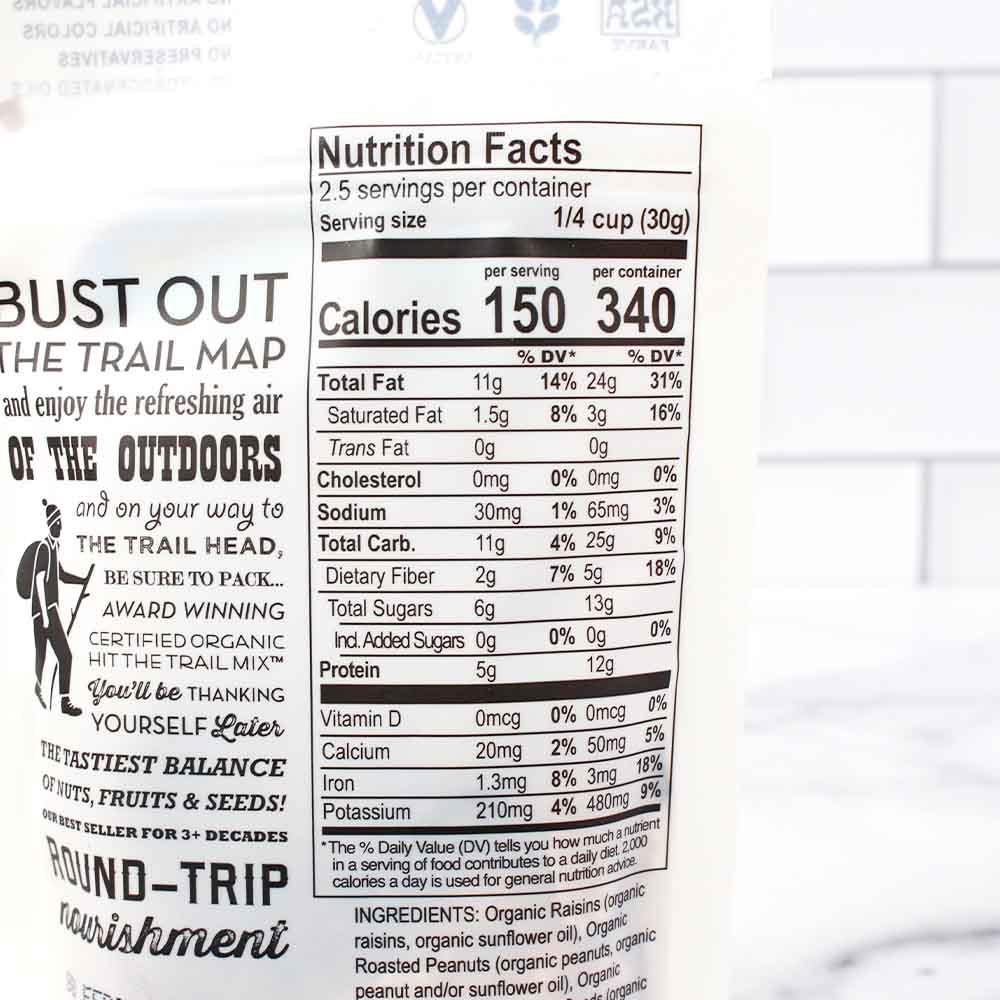 NO ARTIFICIAL COLORS
NO PRESERVATIVES
VEGAN
BUST OUT
THE TRAIL MAP
and enjoy the refreshing air
OF THE OUTDOORS
and on your way to
THE TRAIL HEAD,
BE SURE TO PACK...
AWARD WINNING
CERTIFIED ORGANIC
HIT THE TRAIL MIX™
You'll be THANKING
YOURSELF Later
THE TASTIEST BALANCE
OF NUTS, FRUITS & SEEDS!
OUR BEST SELLER FOR 3+ DECADES
ROUND-TRIP
nourishment
Nutrition Facts
2.5 servings per container
Serving size 1/4 cup (30g)
per serving per container
Calories 150 340
% DV* % DV*
Total Fat 11g 14% 24g 31%
Saturated Fat 1.5g 8% 3g 16%
Trans Fat 0g 0g
Cholesterol 0mg 0% 0mg 0%
Sodium 30mg 1% 65mg 3%
Total Carb. 11g 4% 25g 9%
Dietary Fiber 2g 7% 5g 18%
Total Sugars 6g 13g
Incl. Added Sugars 0g 0% 0g 0%
Protein 5g 12g
Vitamin D 0mcg 0% 0mcg 0%
Calcium 20mg 2% 50mg 5%
Iron 1.3mg 8% 3mg 18%
Potassium 210mg 4% 480mg 9%
*The % Daily Value (DV) tells you how much a nutrient
in a serving of food contributes to a daily diet. 2,000
calories a day is used for general nutrition advice.
INGREDIENTS: Organic Raisins (organic
raisins, organic sunflower oil), Organic
Roasted Peanuts (organic peanuts, organic
peanut and/or sunflower oil), Organic
(organic